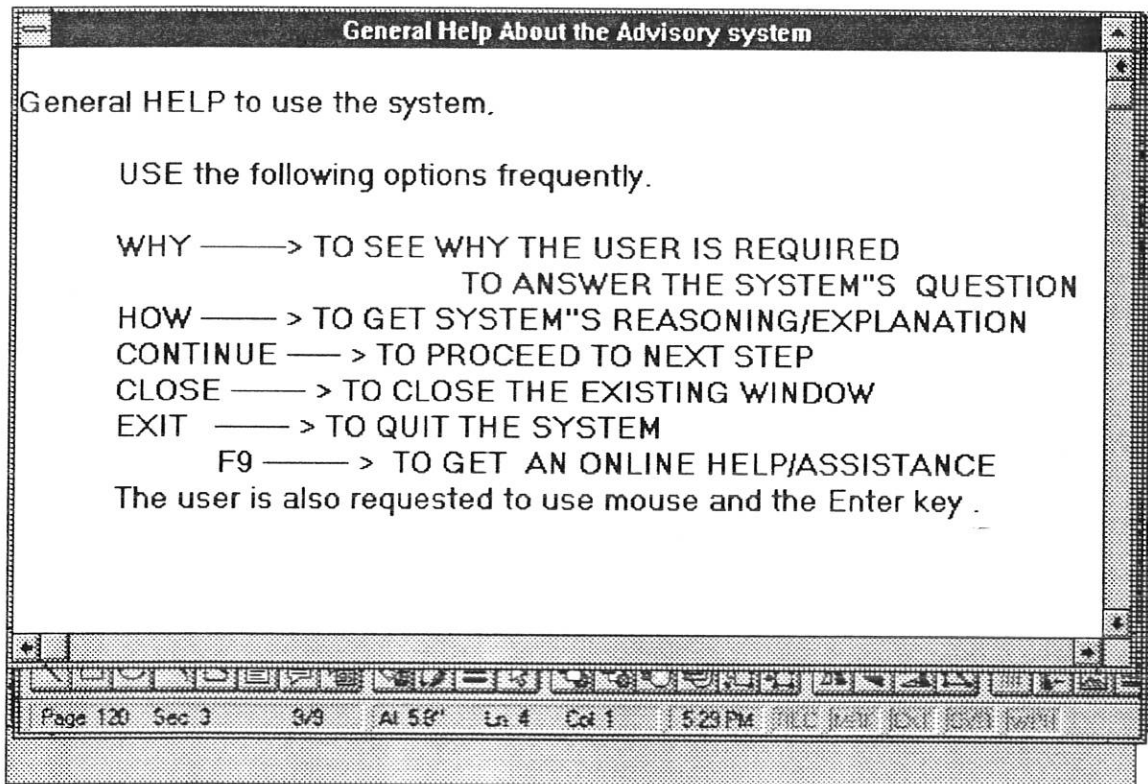 General Help About the Advisory system
General HELP to use the system,
USE the following options frequently.
WHY ———> TO SEE WHY THE USER IS REQUIRED
TO ANSWER THE SYSTEM"S QUESTION
HOW ——— > TO GET SYSTEM"S REASONING/EXPLANATION
CONTINUE —— > TO PROCEED TO NEXT STEP
CLOSE ——— > TO CLOSE THE EXISTING WINDOW
EXIT ——— > TO QUIT THE SYSTEM
F9 ——— > TO GET AN ONLINE HELP/ASSISTANCE
The user is also requested to use mouse and the Enter key .
Page 120 Sec 3 3/9 At 5.8" Ln 4 Col 1 5:29 PM